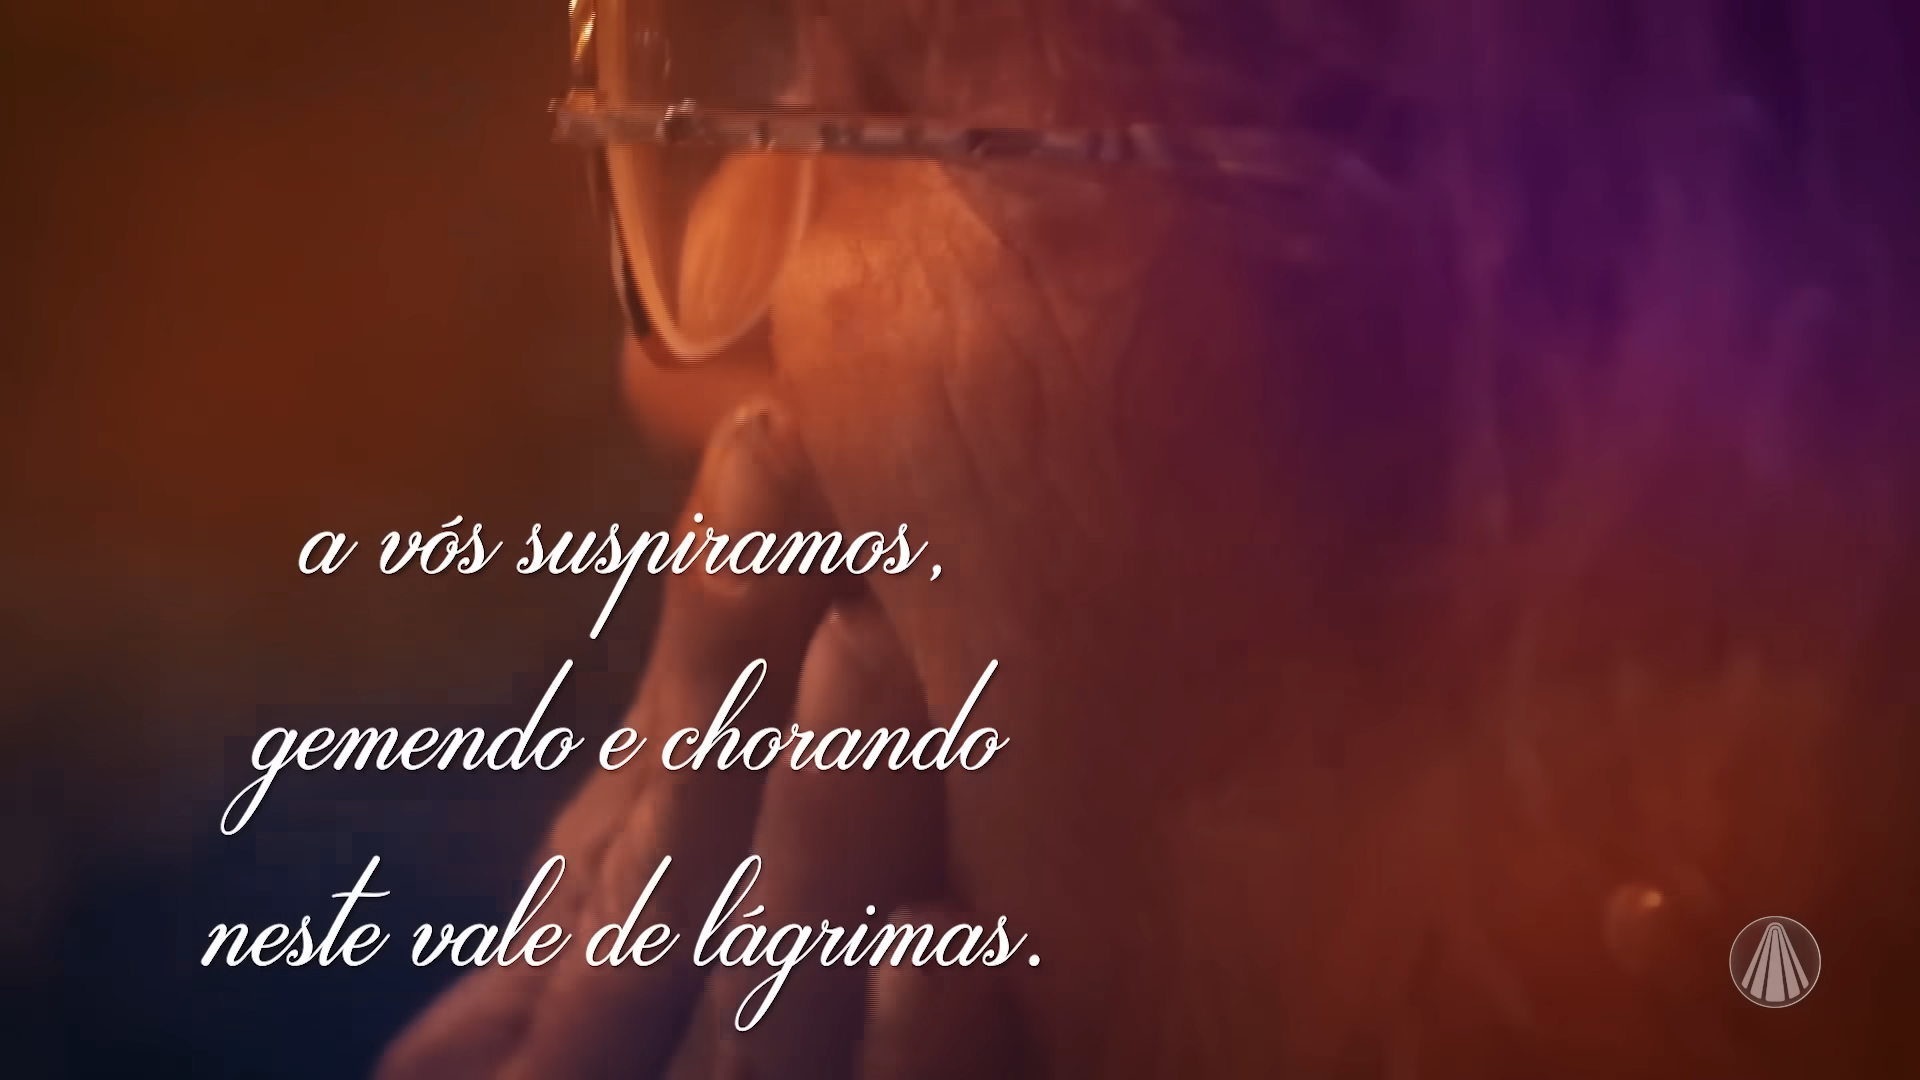 a vós suspiramos,
gemendo e chorando
neste vale de lágrimas.